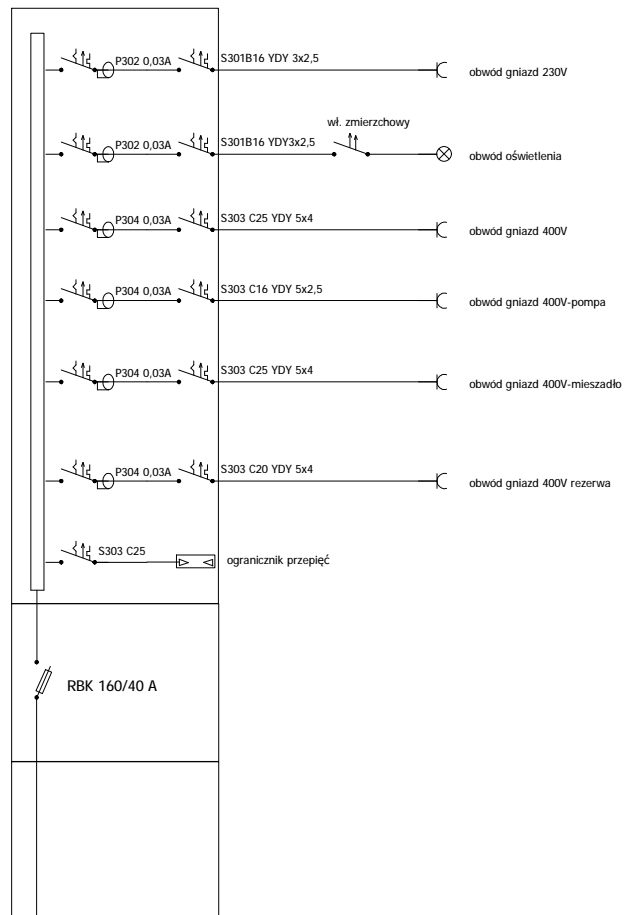 P302 0,03A S301B16 YDY 3x2,5 obwód gniazd 230V
wł. zmierzchowy
P302 0,03A S301B16 YDY3x2,5 obwód oświetlenia
P304 0,03A S303 C25 YDY 5x4 obwód gniazd 400V
P304 0,03A S303 C16 YDY 5x2,5 obwód gniazd 400V-pompa
P304 0,03A S303 C25 YDY 5x4 obwód gniazd 400V-mieszadło
P304 0,03A S303 C20 YDY 5x4 obwód gniazd 400V rezerwa
S303 C25 ogranicznik przepięć
RBK 160/40 A